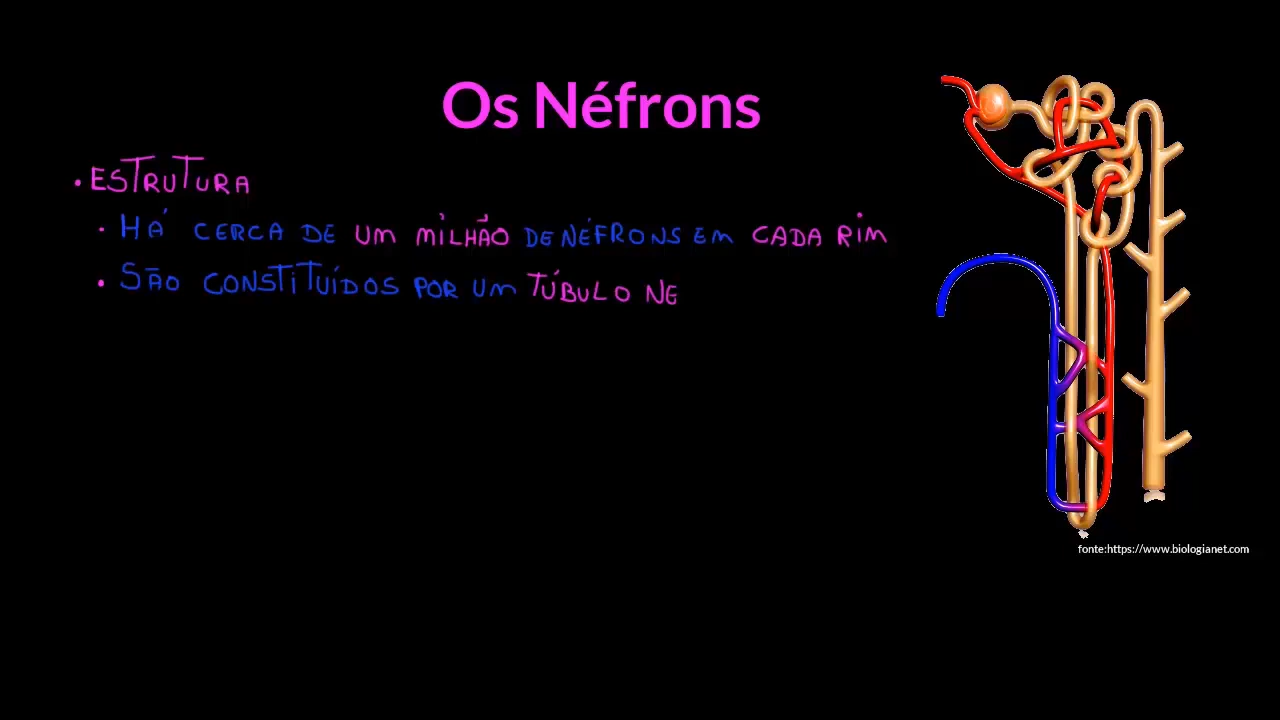 Os Néfrons
• ESTRUTURA
• HÁ CERCA DE UM MILHÃO DE NÉFRONS EM CADA RIM
• SÃO CONSTITUÍDOS POR UM TÚBULO NE
fonte:https://www.biologianet.com